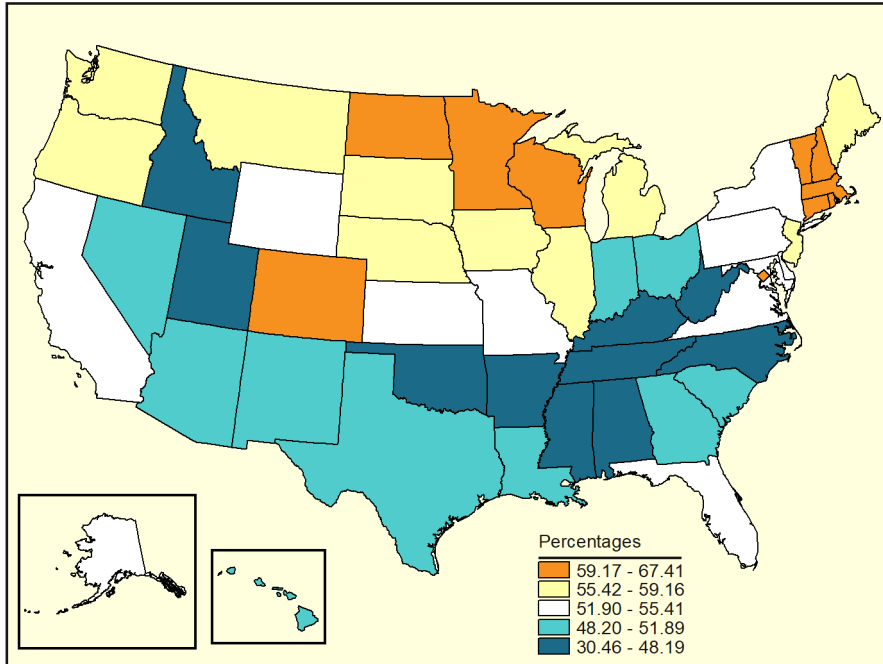 Percentages
59.17 - 67.41
55.42 - 59.16
51.90 - 55.41
48.20 - 51.89
30.46 - 48.19